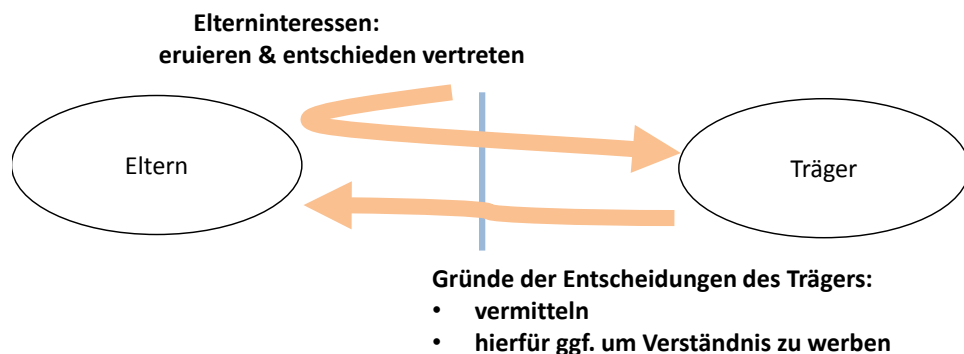 Elterninteressen:
eruieren & entschieden vertreten
Eltern
Träger
Gründe der Entscheidungen des Trägers:
• vermitteln
• hierfür ggf. um Verständnis zu werben